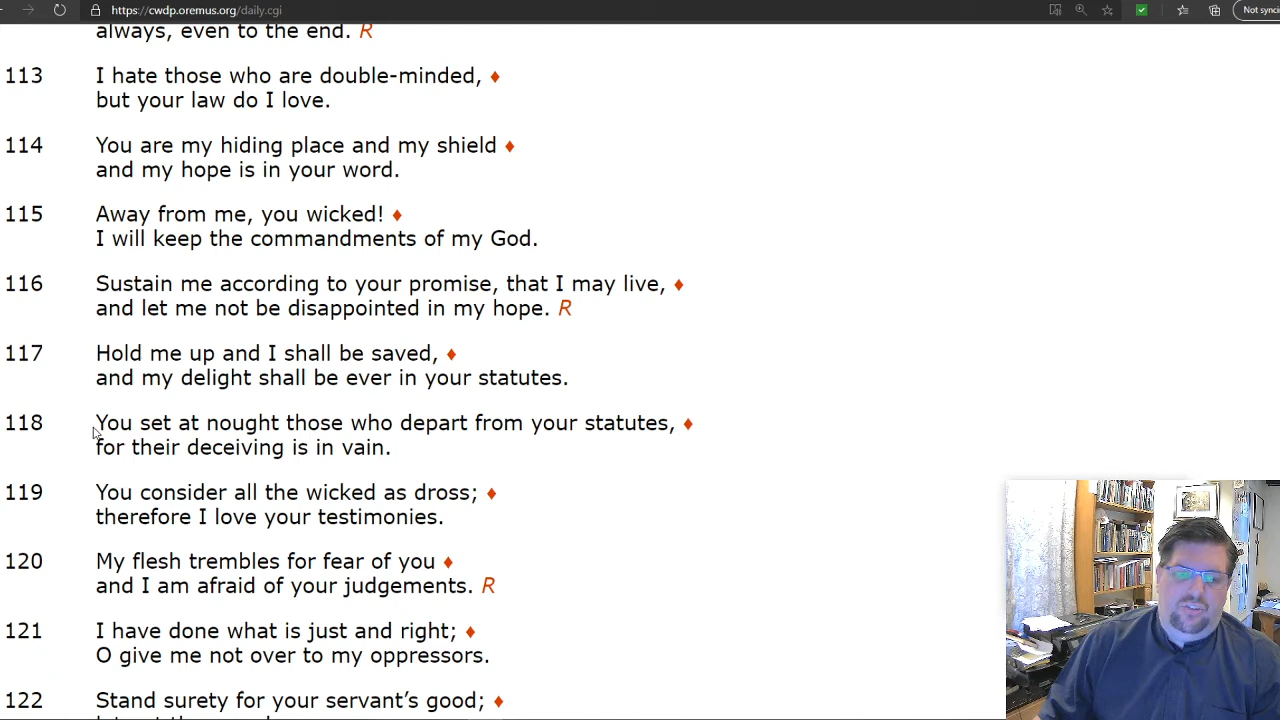 https://cwdp.oremus.org/daily.cgi
Not synci
always, even to the end. R
113 I hate those who are double-minded, ♦
but your law do I love.
114 You are my hiding place and my shield ♦
and my hope is in your word.
115 Away from me, you wicked! ♦
I will keep the commandments of my God.
116 Sustain me according to your promise, that I may live, ♦
and let me not be disappointed in my hope. R
117 Hold me up and I shall be saved, ♦
and my delight shall be ever in your statutes.
118 You set at nought those who depart from your statutes, ♦
for their deceiving is in vain.
119 You consider all the wicked as dross; ♦
therefore I love your testimonies.
120 My flesh trembles for fear of you ♦
and I am afraid of your judgements. R
121 I have done what is just and right; ♦
O give me not over to my oppressors.
122 Stand surety for your servant’s good; ♦